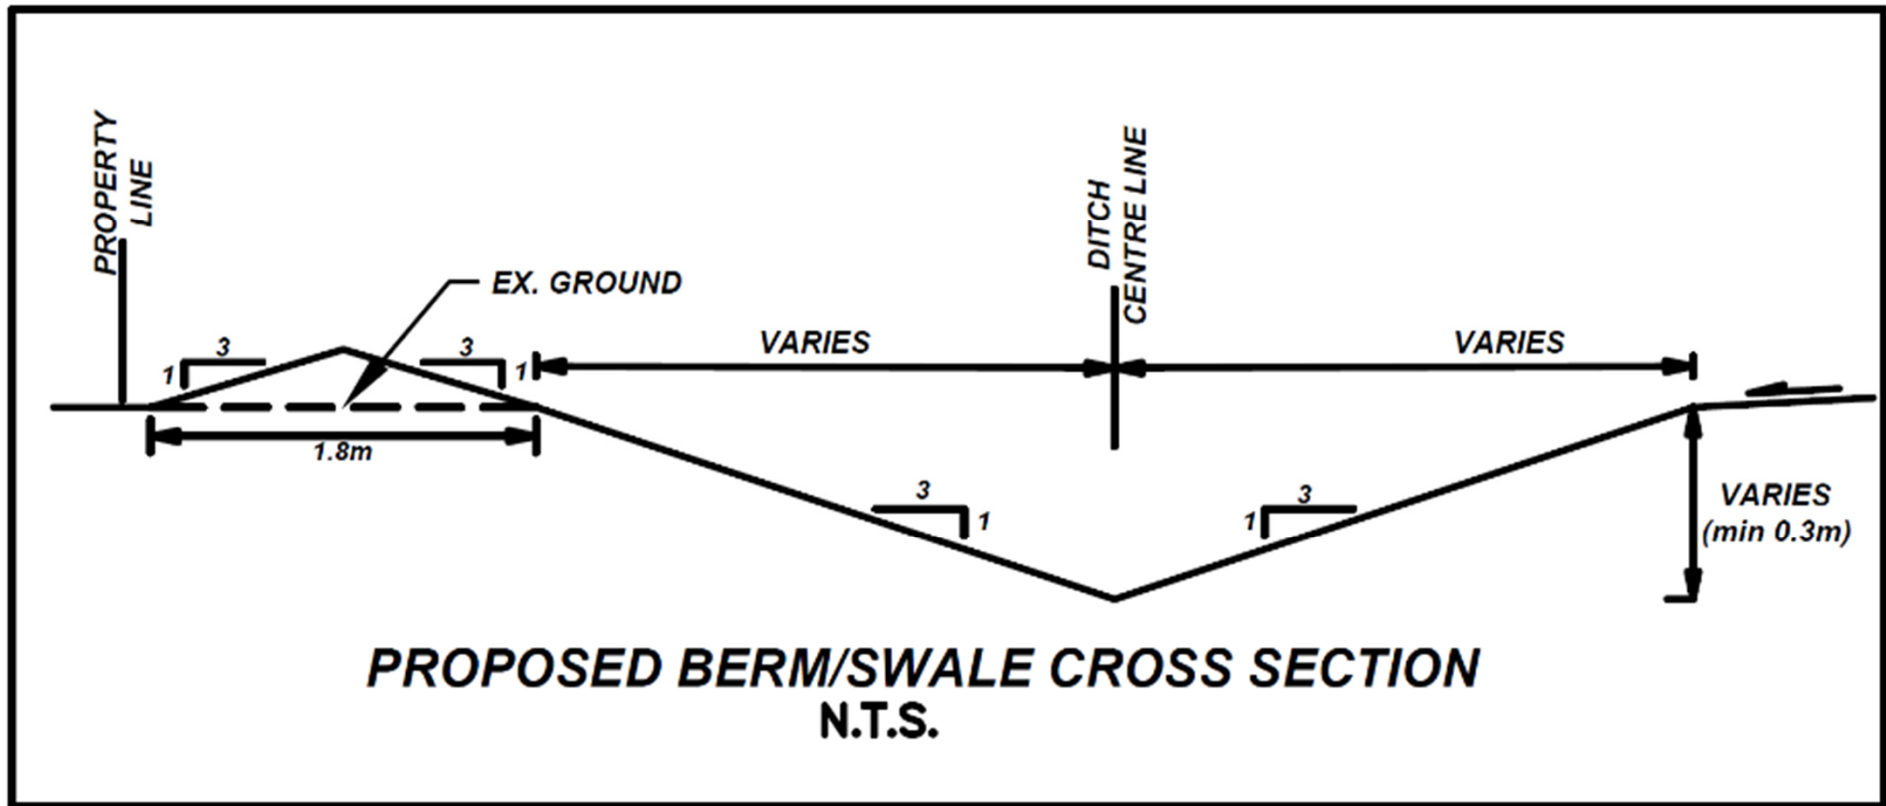 PROPERTY
LINE
EX. GROUND
DITCH
CENTRE LINE
3
1
3
1
VARIES
VARIES
1.8m
3
1
3
1
VARIES
(min 0.3m)
PROPOSED BERM/SWALE CROSS SECTION
N.T.S.